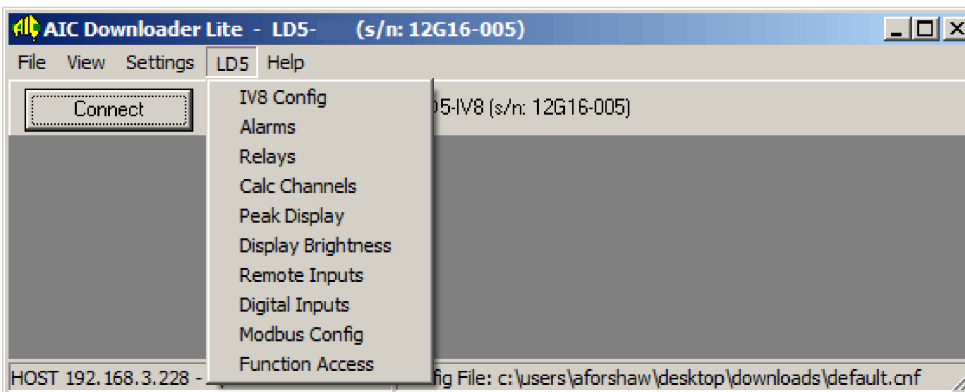 AIC AIC Downloader Lite - LD5- (s/n: 12G16-005)
File View Settings LD5 Help
Connect
5-IV8 (s/n: 12G16-005)
IV8 Config
Alarms
Relays
Calc Channels
Peak Display
Display Brightness
Remote Inputs
Digital Inputs
Modbus Config
Function Access
HOST 192.168.3.228 -
fig File: c:\users\aforshaw\desktop\downloads\default.cnf